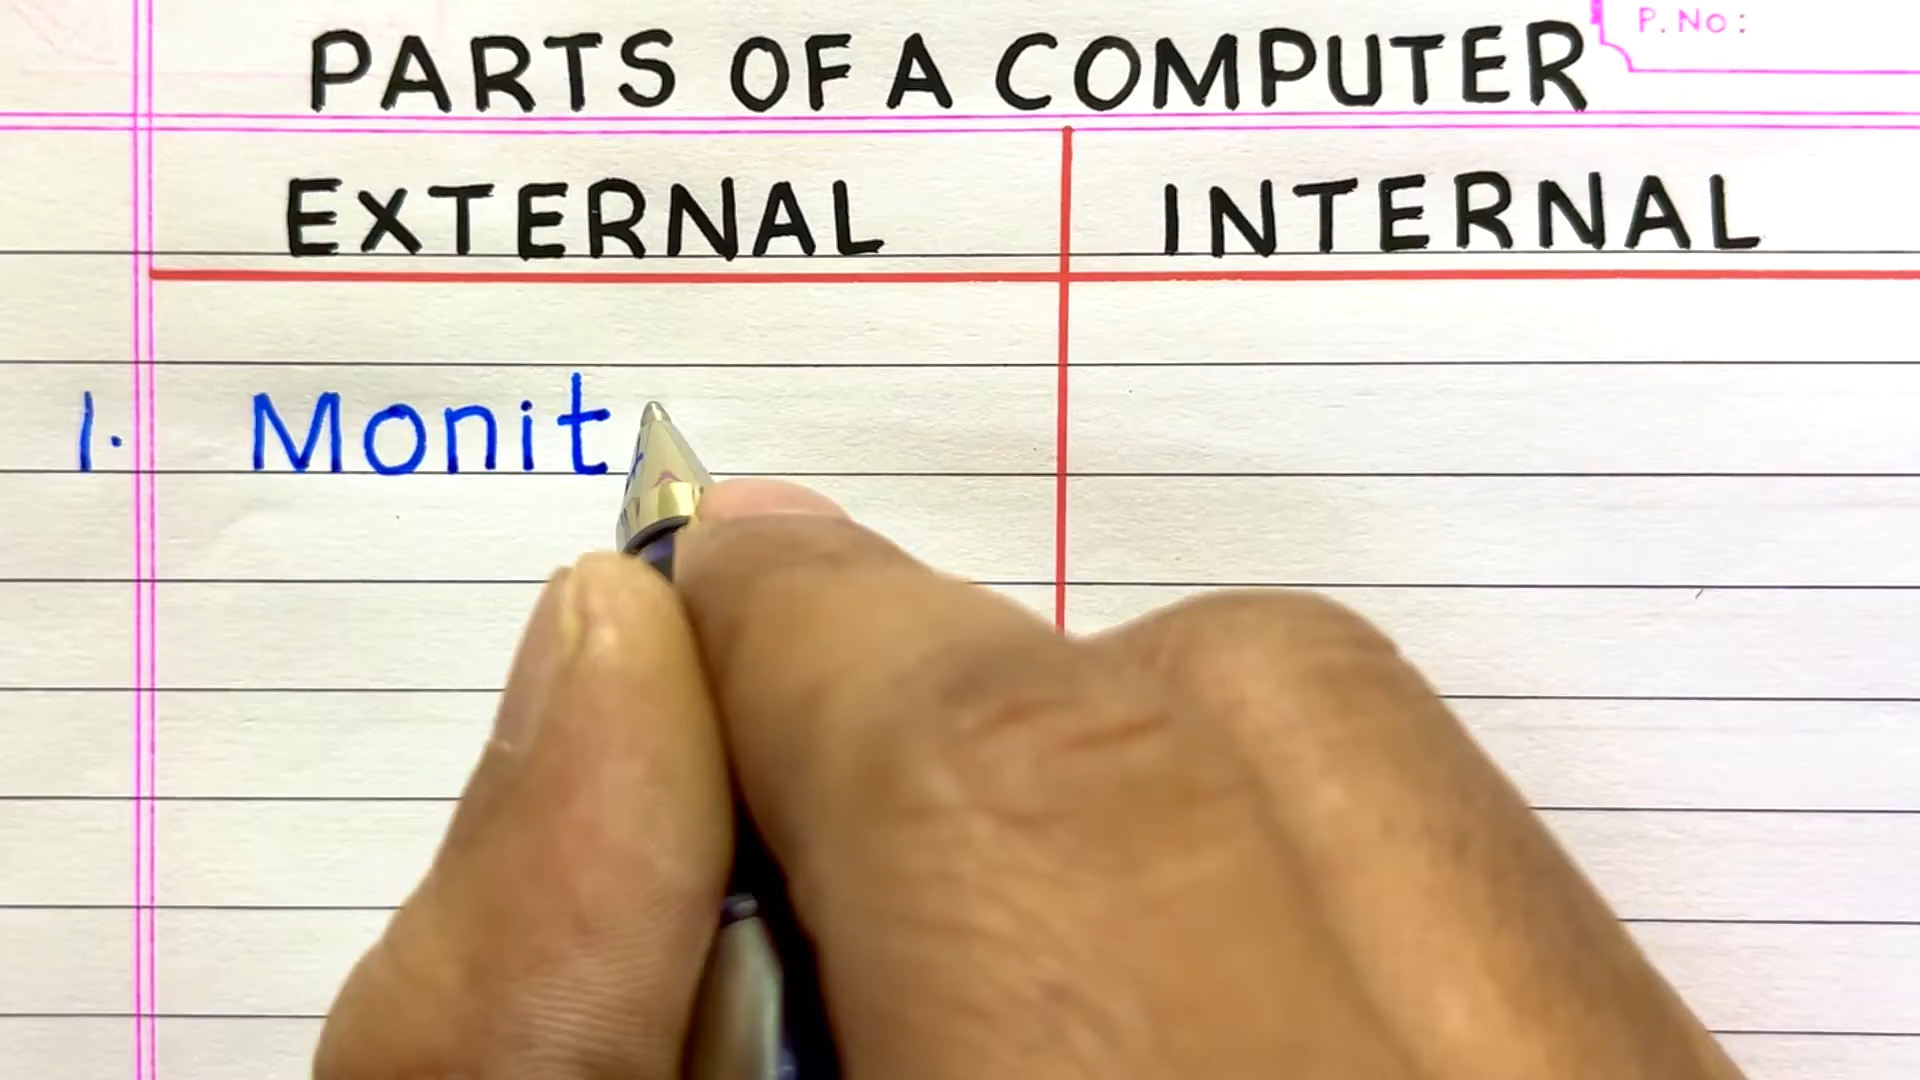 P. No:
PARTS OF A COMPUTER
EXTERNAL INTERNAL
1. Monit